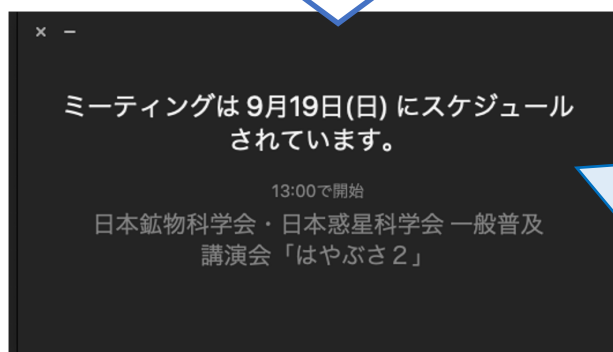 ミーティングは 9月19日(日) にスケジュール
されています。
13:00で開始
日本鉱物科学会・日本惑星科学会 一般普及
講演会「はやぶさ２」